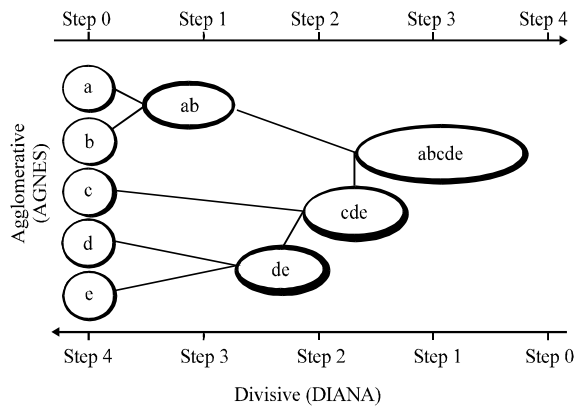 Step 0 Step 1 Step 2 Step 3 Step 4
a
ab
b
abcde
c
cde
d
de
e
Agglomerative
(AGNES)
Step 4 Step 3 Step 2 Step 1 Step 0
Divisive (DIANA)